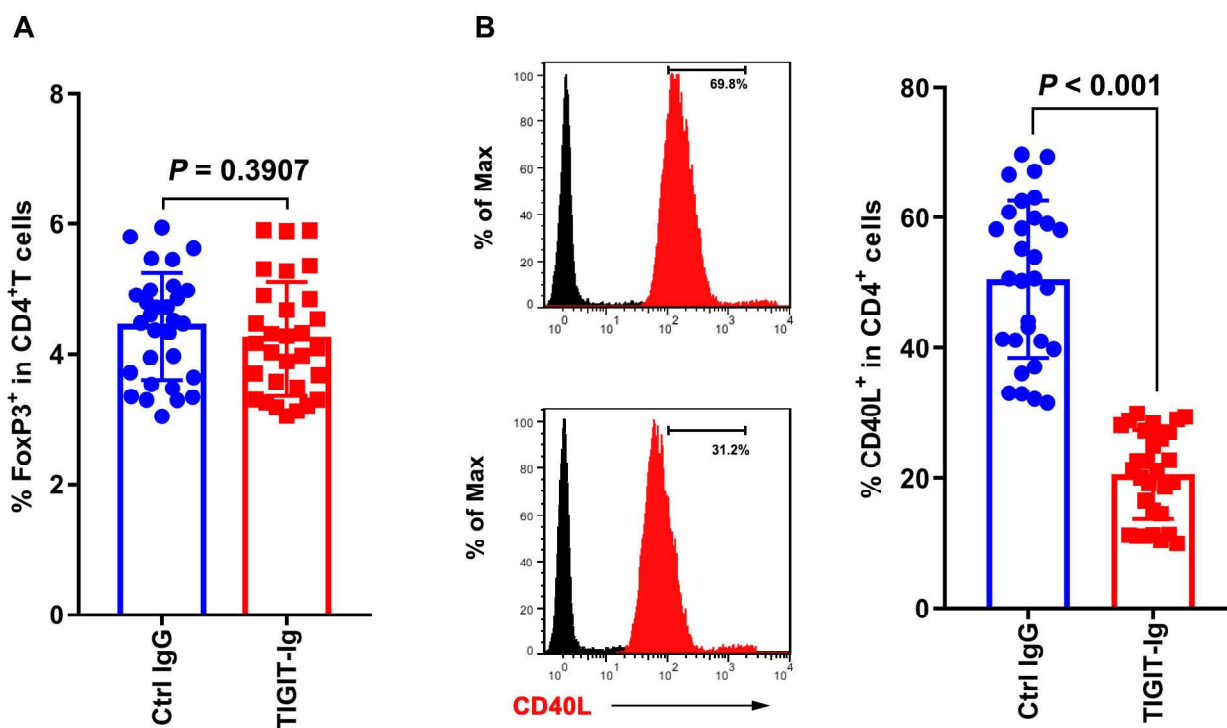 A
% FoxP3⁺ in CD4⁺T cells
8
6
4
2
0
P = 0.3907
Ctrl IgG
TIGIT-Ig
B
% of Max
100
80
60
40
20
0
69.8%
10⁰ 10¹ 10² 10³ 10⁴
% of Max
100
80
60
40
20
0
31.2%
10⁰ 10¹ 10² 10³ 10⁴
CD40L
% CD40L⁺ in CD4⁺ cells
80
60
40
20
0
P < 0.001
Ctrl IgG
TIGIT-Ig